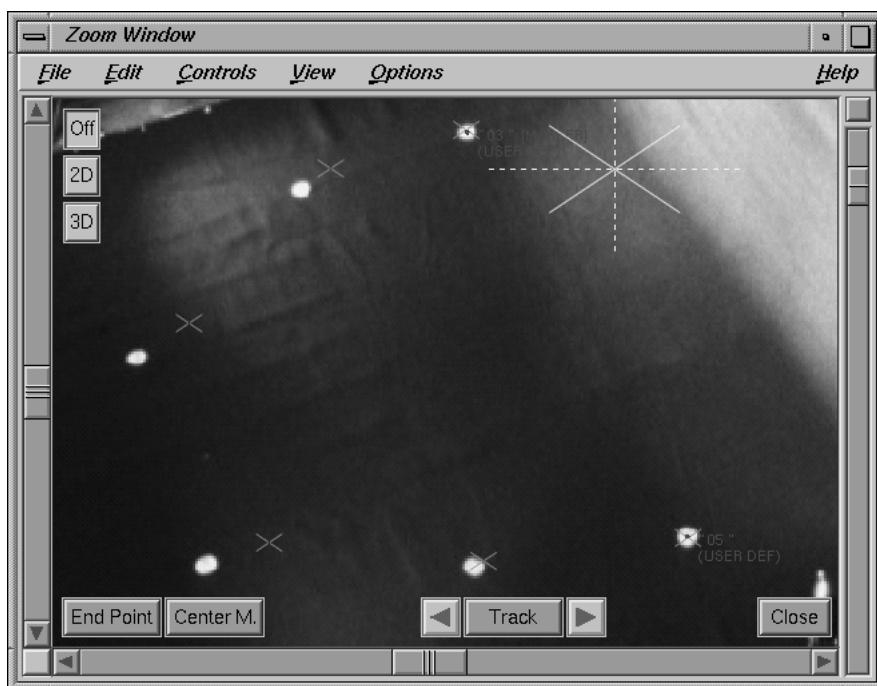 Zoom Window
File Edit Controls View Options Help
Off
2D
3D
"03 "
(USER
"05 "
(USER DEF)
End Point Center M. Track Close